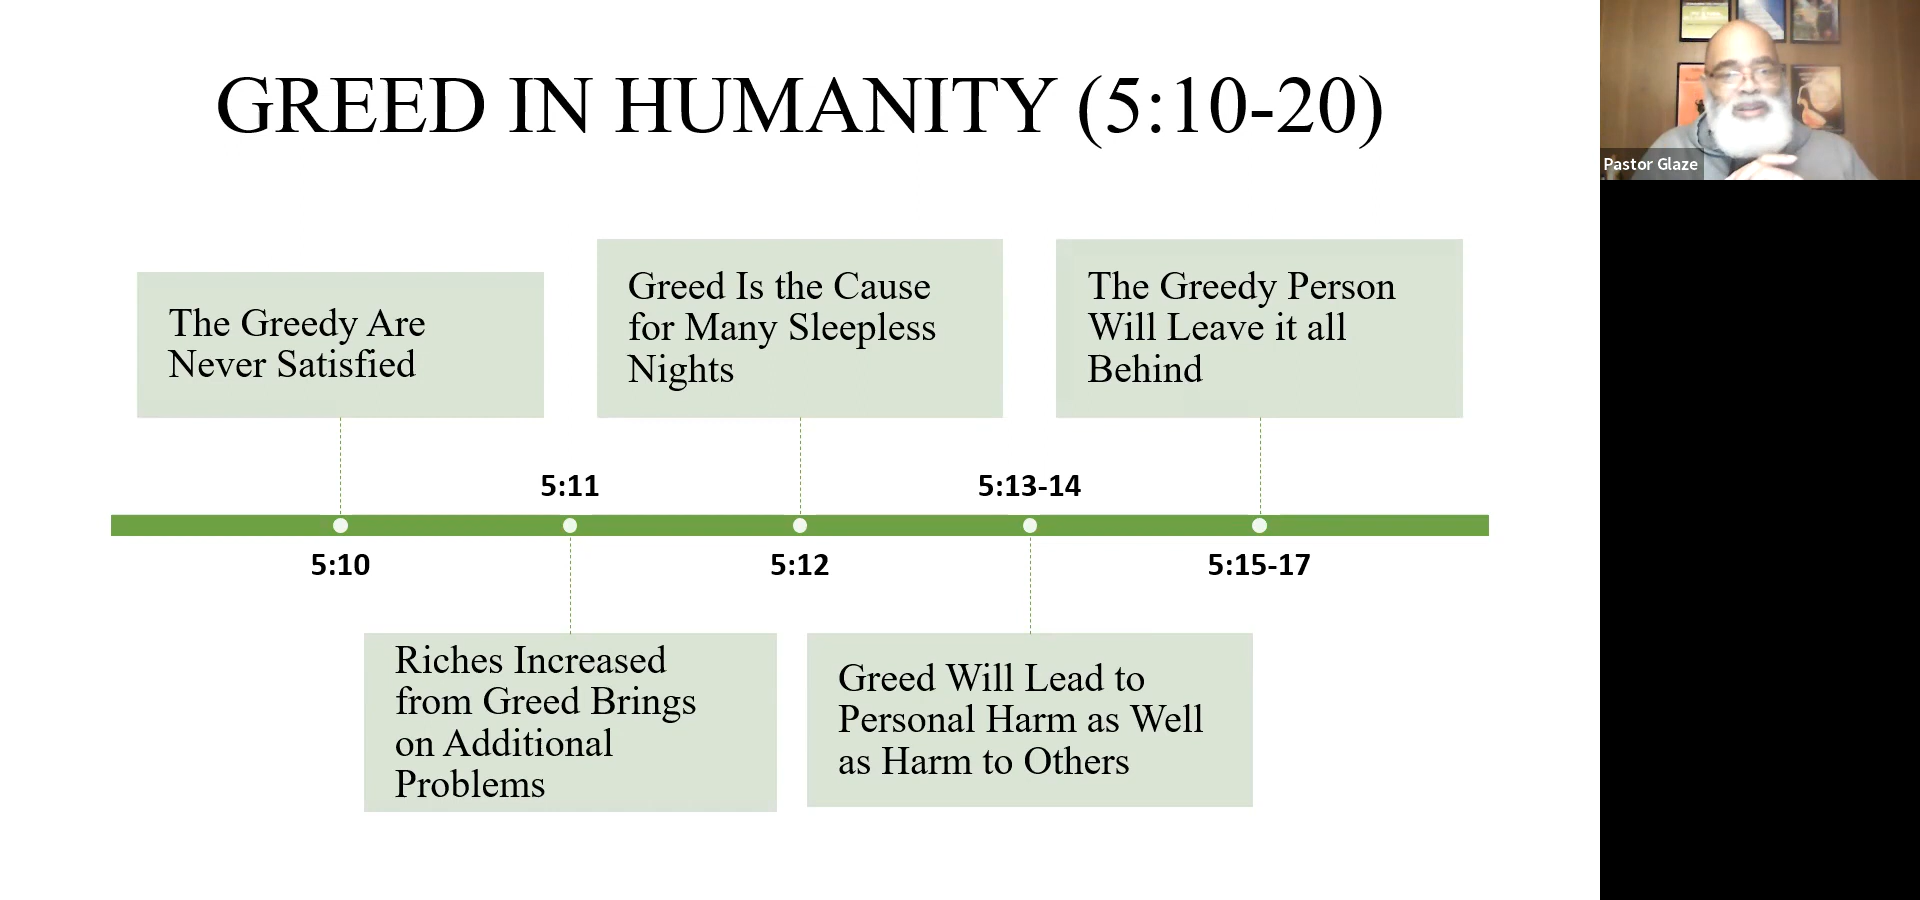 GREED IN HUMANITY (5:10-20)
Pastor Glaze
The Greedy Are
Never Satisfied
Greed Is the Cause
for Many Sleepless
Nights
The Greedy Person
Will Leave it all
Behind
5:11
5:13-14
5:10
5:12
5:15-17
Riches Increased
from Greed Brings
on Additional
Problems
Greed Will Lead to
Personal Harm as Well
as Harm to Others